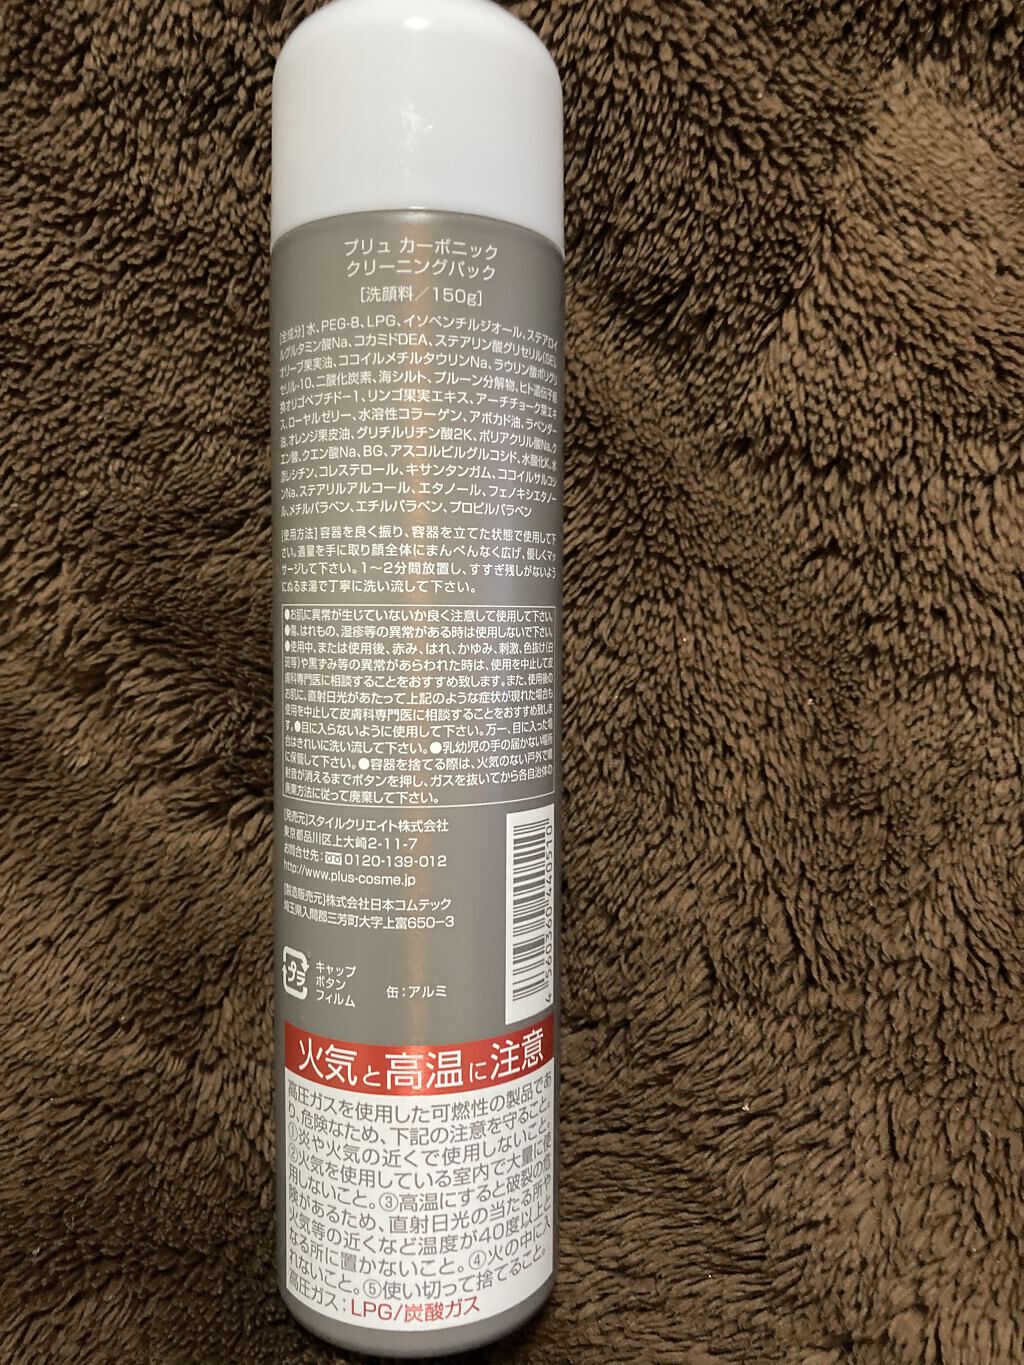 プリュ カーボニック
クリーニングパック
[洗顔料／150g]
[全成分]水、PEG-8、LPG、イソペンチルジオール、ステアロイ
ルグルタミン酸Na、コカミドDEA、ステアリン酸グリセリル(SE)、
オリーブ果実油、ココイルメチルタウリンNa、ラウリン酸ポリグリ
セリル-10、二酸化炭素、海シルト、プルーン分解物、ヒト遺伝子組
換オリゴペプチド-1、リンゴ果実エキス、アーチチョーク葉エキ
ス、ローヤルゼリー、水溶性コラーゲン、アボカド油、ラベンダー
油、オレンジ果皮油、グリチルリチン酸2K、ポリアクリル酸Na、ク
エン酸、クエン酸Na、BG、アスコルビルグルコシド、水酸化K、水
添レシチン、コレステロール、キサンタンガム、ココイルサルコシ
ンNa、ステアリルアルコール、エタノール、フェノキシエタノー
ル、メチルパラベン、エチルパラベン、プロピルパラベン
[使用方法]容器を良く振り、容器を立てた状態で使用して下
さい。適量を手に取り顔全体にまんべんなく広げ、優しくマッ
サージして下さい。1〜2分間放置し、すすぎ残しがないよう
にぬるま湯で丁寧に洗い流して下さい。
●お肌に異常が生じていないか良く注意して使用して下さい。
●傷、はれもの、湿疹等の異常がある時は使用しないで下さい。
●使用中、または使用後、赤み、はれ、かゆみ、刺激、色抜け(白
斑等)や黒ずみ等の異常があらわれた時は、使用を中止して皮
膚科専門医に相談することをおすすめ致します。また、使用後の
お肌に、直射日光があたって上記のような症状が現れた場合も
使用を中止して皮膚科専門医に相談することをおすすめ致しま
す。●目に入らないように使用して下さい。万一、目に入った場
合はきれいに洗い流して下さい。●乳幼児の手の届かない場所
に保管して下さい。●容器を捨てる際は、火気のない戸外で噴
射音が消えるまでボタンを押し、ガスを抜いてから各自治体の
廃棄方法に従って廃棄して下さい。
[発売元]スタイルクリエイト株式会社
東京都品川区上大崎2-11-7
お問合せ先：0120-139-012
http://www.plus-cosme.jp
[製造販売元]株式会社日本コムテック
埼玉県入間郡三芳町大字上富650-3
プラ
キャップ
ボタン
フィルム
缶：アルミ
4 560360 440510
火気と高温に注意
高圧ガスを使用した可燃性の製品であ
り、危険なため、下記の注意を守ること。
①炎や火気の近くで使用しないこと。
②火気を使用している室内で大量に使
用しないこと。③高温にすると破裂の危
険があるため、直射日光の当たる所や
火気等の近くなど温度が40度以上と
なる所に置かないこと。④火の中に入
れないこと。⑤使い切って捨てること。
高圧ガス：LPG/炭酸ガス